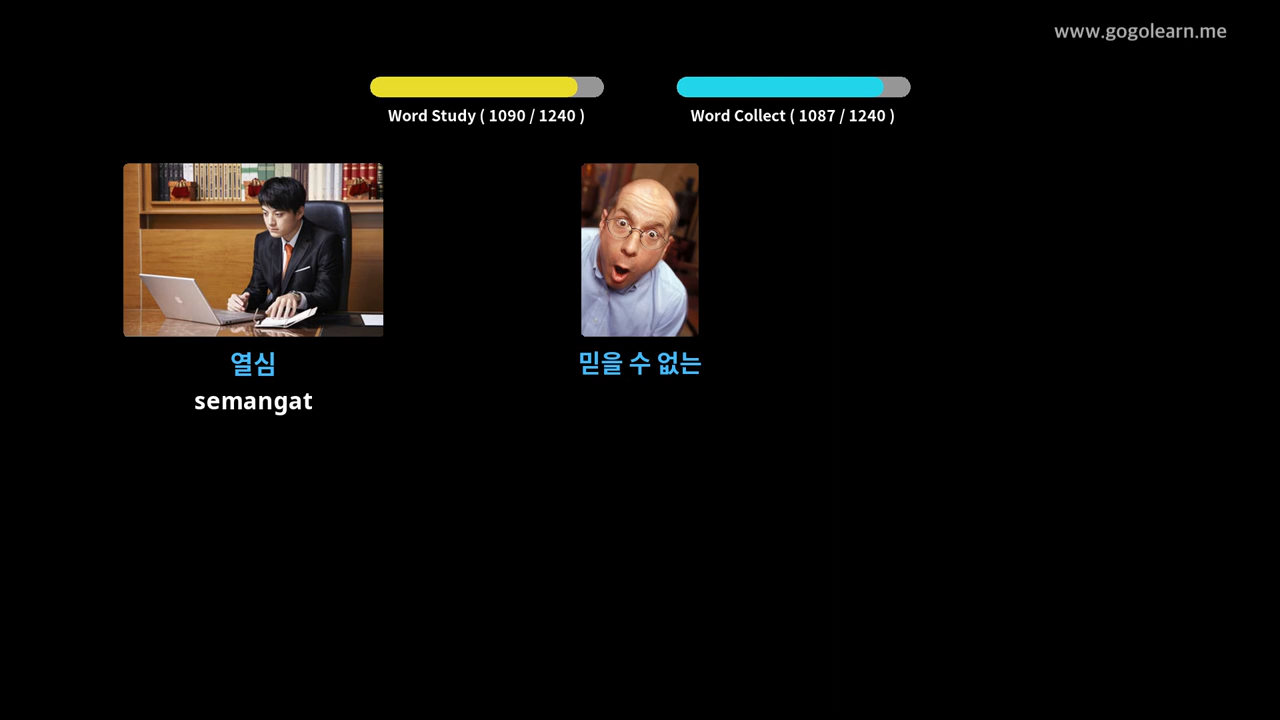 www.gogolearn.me
Word Study ( 1090 / 1240 )
Word Collect ( 1087 / 1240 )
열심
semangat
믿을 수 없는